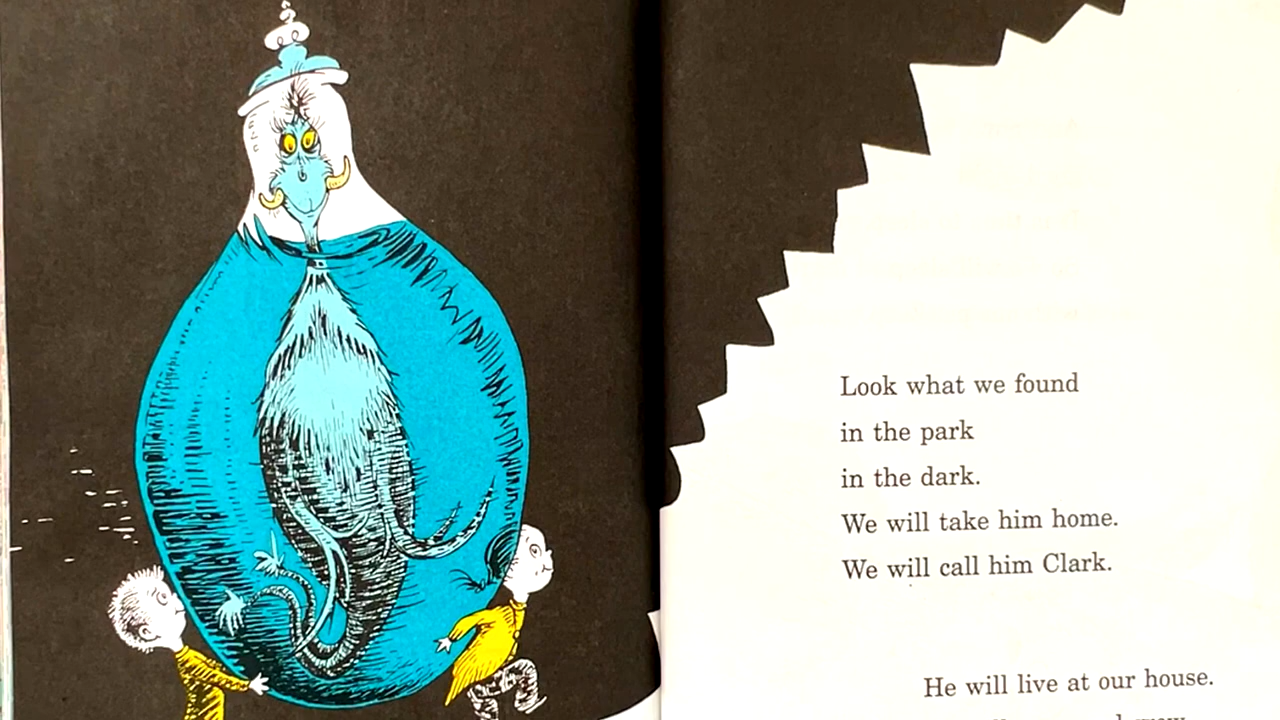 Look what we found
in the park
in the dark.
We will take him home.
We will call him Clark.
He will live at our house.